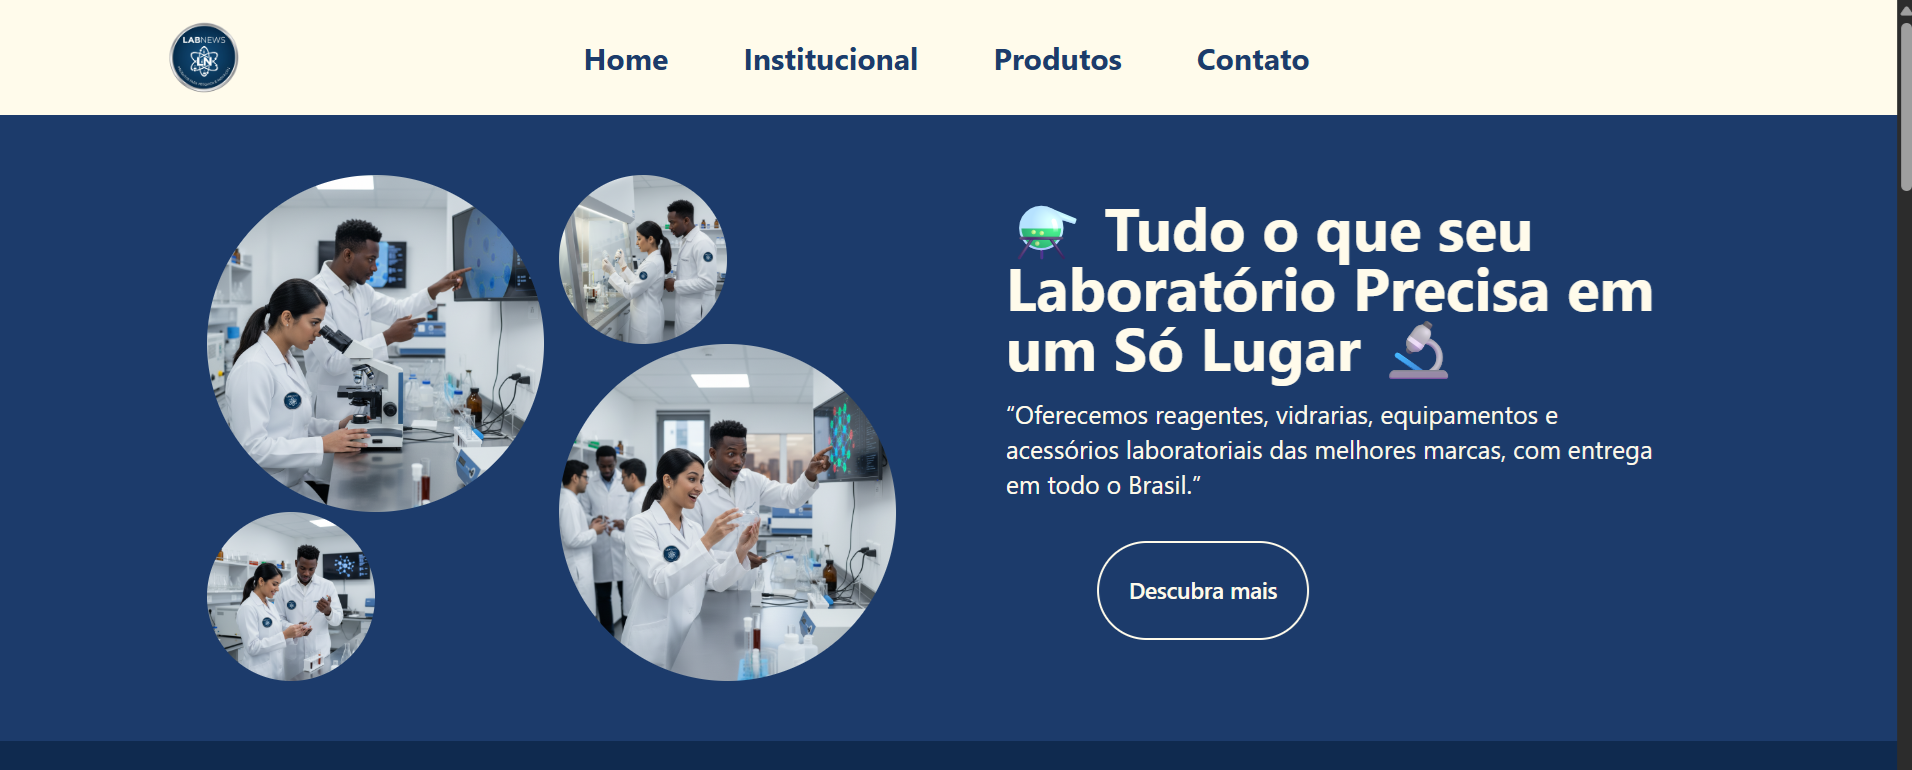 LABNEWS
LN
Home Institucional Produtos Contato
Tudo o que seu
Laboratório Precisa em
um Só Lugar
“Oferecemos reagentes, vidrarias, equipamentos e
acessórios laboratoriais das melhores marcas, com entrega
em todo o Brasil.”
Descubra mais